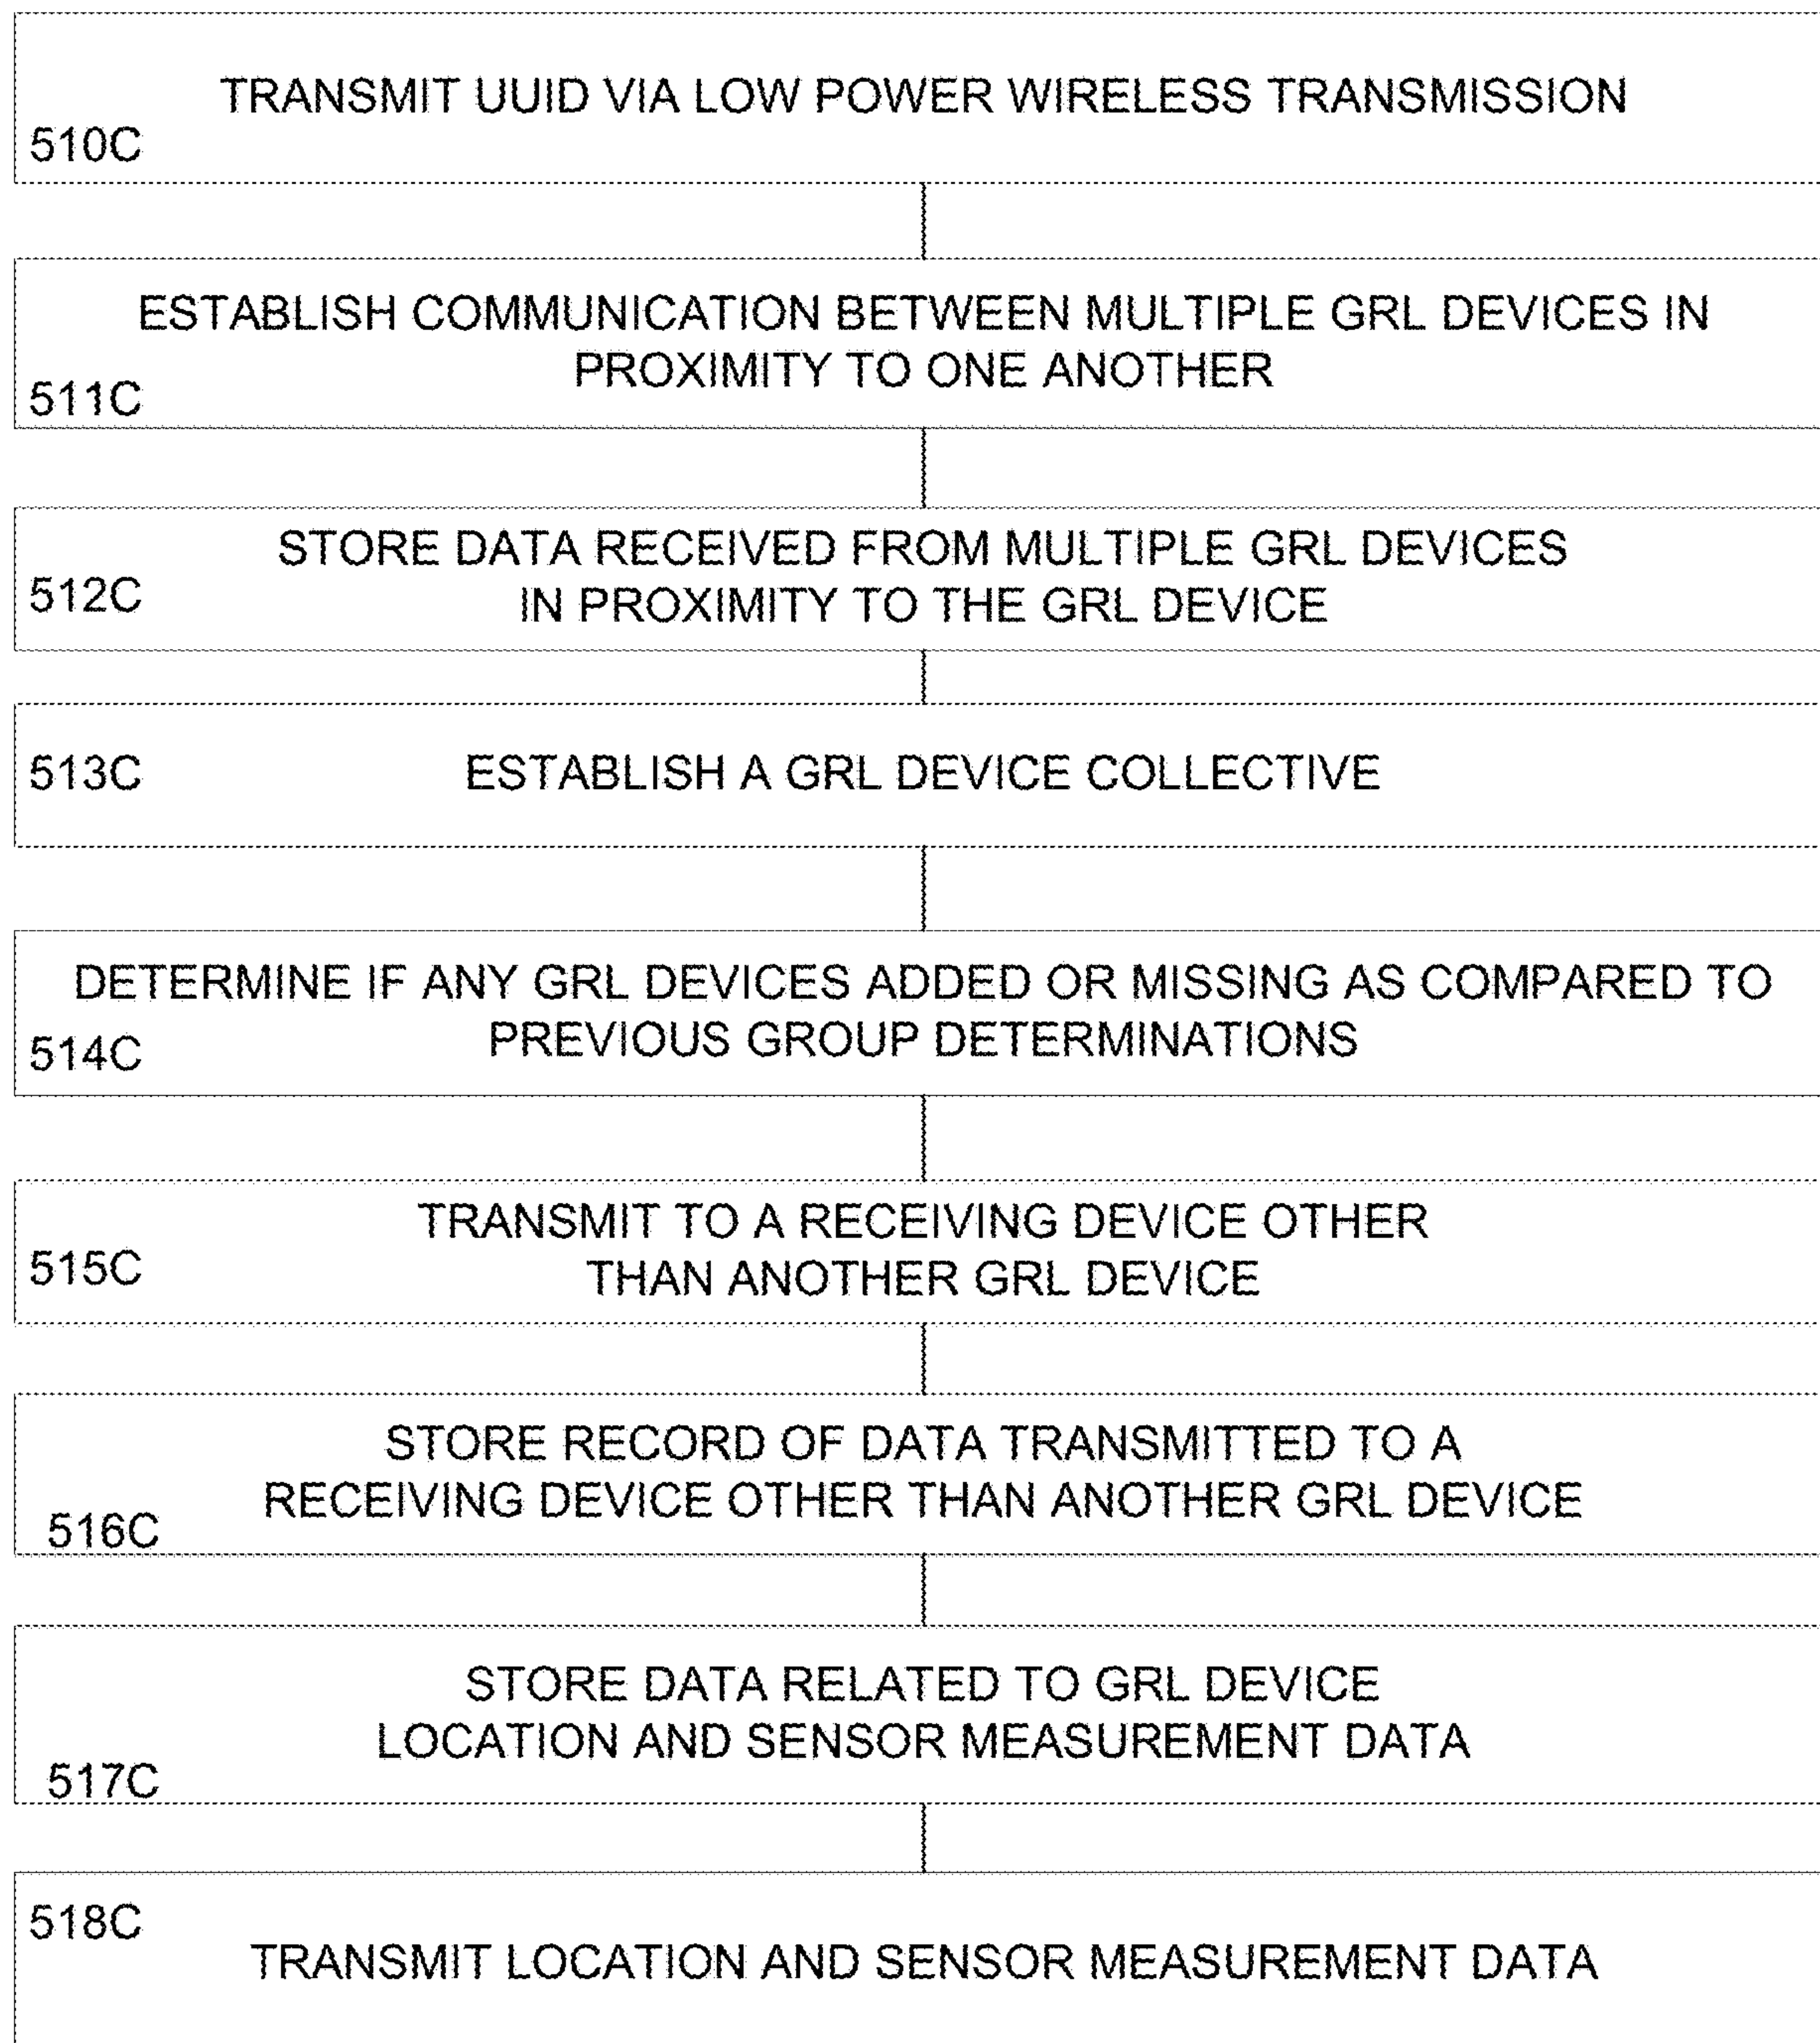 TRANSMIT UUID VIA LOW POWER WIRELESS TRANSMISSION
510C
ESTABLISH COMMUNICATION BETWEEN MULTIPLE GRL DEVICES IN
PROXIMITY TO ONE ANOTHER
511C
STORE DATA RECEIVED FROM MULTIPLE GRL DEVICES
512C
IN PROXIMITY TO THE GRL DEVICE
513C
ESTABLISH A GRL DEVICE COLLECTIVE
DETERMINE IF ANY GRL DEVICES ADDED OR MISSING AS COMPARED TO
PREVIOUS GROUP DETERMINATIONS
514C
TRANSMIT TO A RECEIVING DEVICE OTHER
515C
THAN ANOTHER GRL DEVICE
STORE RECORD OF DATA TRANSMITTED TO A
RECEIVING DEVICE OTHER THAN ANOTHER GRL DEVICE
516C
STORE DATA RELATED TO GRL DEVICE
LOCATION AND SENSOR MEASUREMENT DATA
517C
518C
TRANSMIT LOCATION AND SENSOR MEASUREMENT DATA